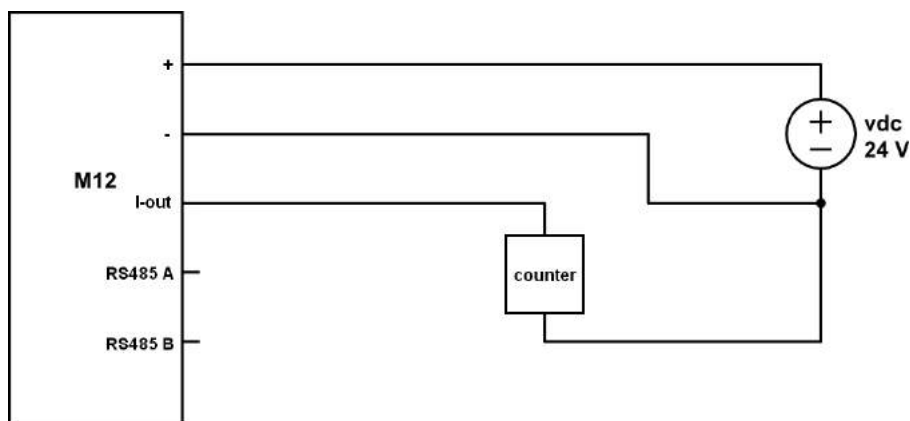 +
-
M12
I-out
RS485 A
RS485 B
counter
+
−
vdc
24 V